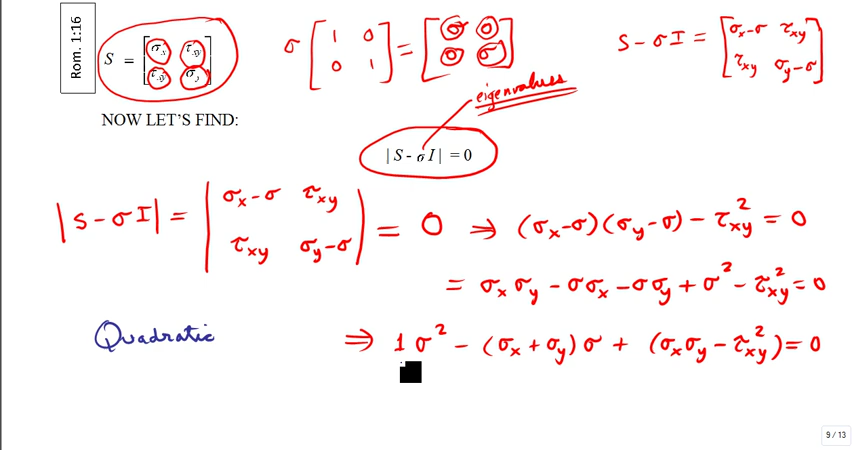 Rom. 1:16
S = [σx τxy
τxy σy]
σ [1 0
0 1] = [σ 0
0 σ]
S - σI = [σx-σ τxy
τxy σy-σ]
eigenvalues
NOW LET'S FIND:
|S - σI| = 0
|S-σI| = |σx-σ τxy
τxy σy-σ| = 0 ⇒ (σx-σ)(σy-σ) - τxy² = 0
= σxσy - σσx - σσy + σ² - τxy² = 0
Quadratic
⇒ 1σ² - (σx + σy)σ + (σxσy - τxy²) = 0
9 / 13